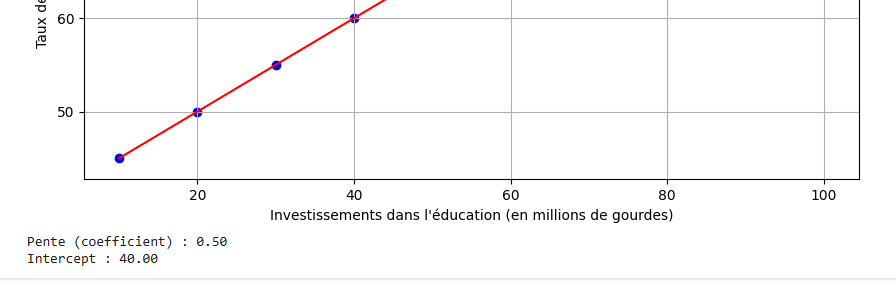 Taux de
60
50
20 40 60 80 100
Investissements dans l'éducation (en millions de gourdes)
Pente (coefficient) : 0.50
Intercept : 40.00